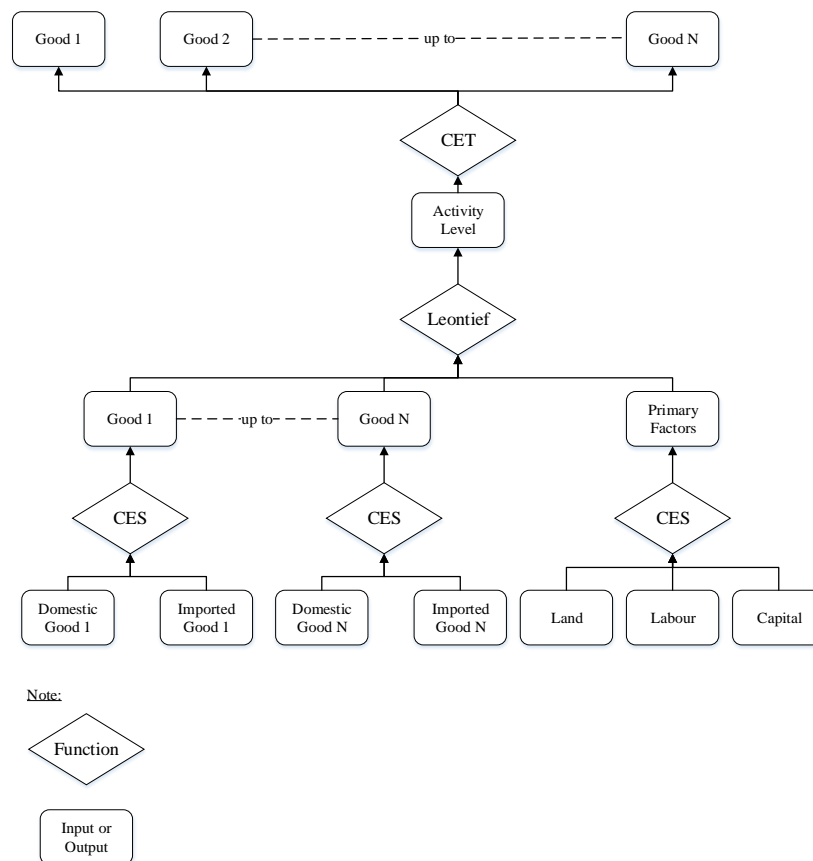 Good 1
Good 2
up to
Good N
CET
Activity
Level
Leontief
Good 1
up to
Good N
Primary
Factors
CES
CES
CES
Domestic
Good 1
Imported
Good 1
Domestic
Good N
Imported
Good N
Land
Labour
Capital
Note:
Function
Input or
Output